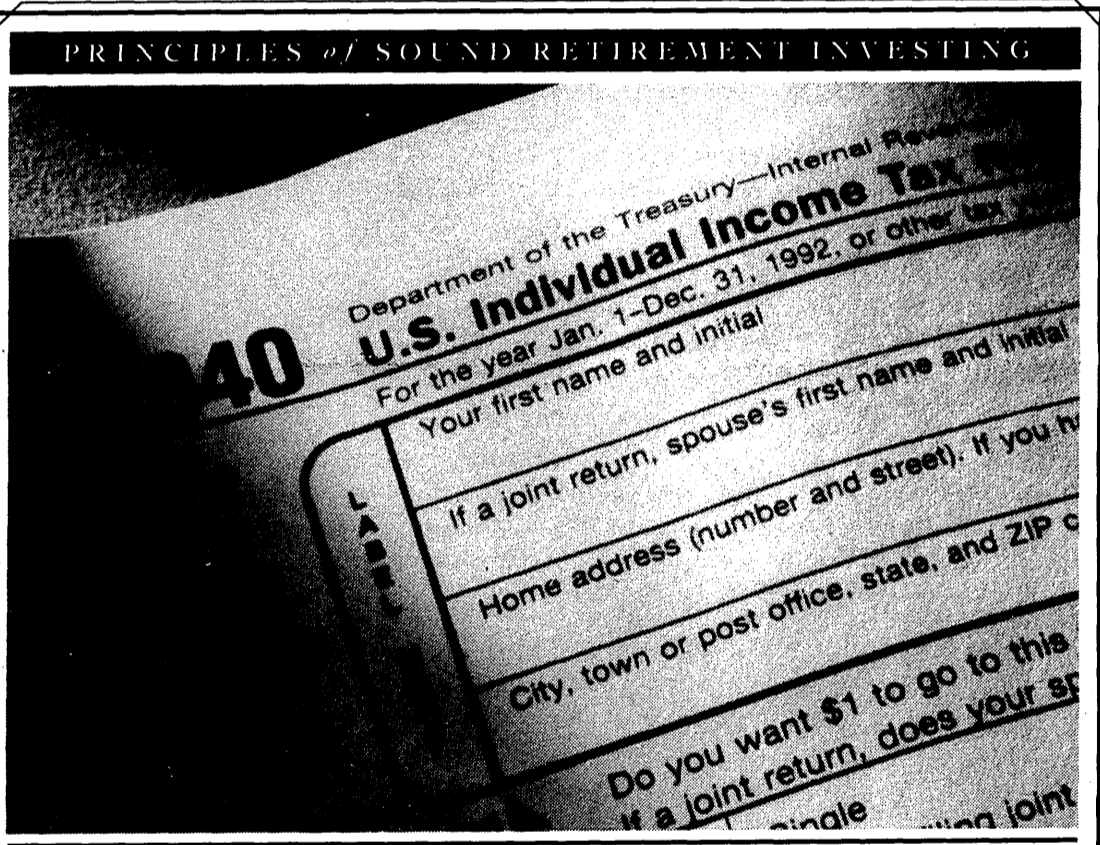 PRINCIPLES of SOUND RETIREMENT INVESTING
Department of the Treasury—Internal
40 U.S. Individual Income Tax
For the year Jan. 1–Dec. 31, 1992, or other tax
Your first name and initial
If a joint return, spouse's first name and initial
Home address (number and street). If you
City, town or post office, state, and ZIP
LABEL
Do you want $1 to go to this
If a joint return, does your
Single
joint